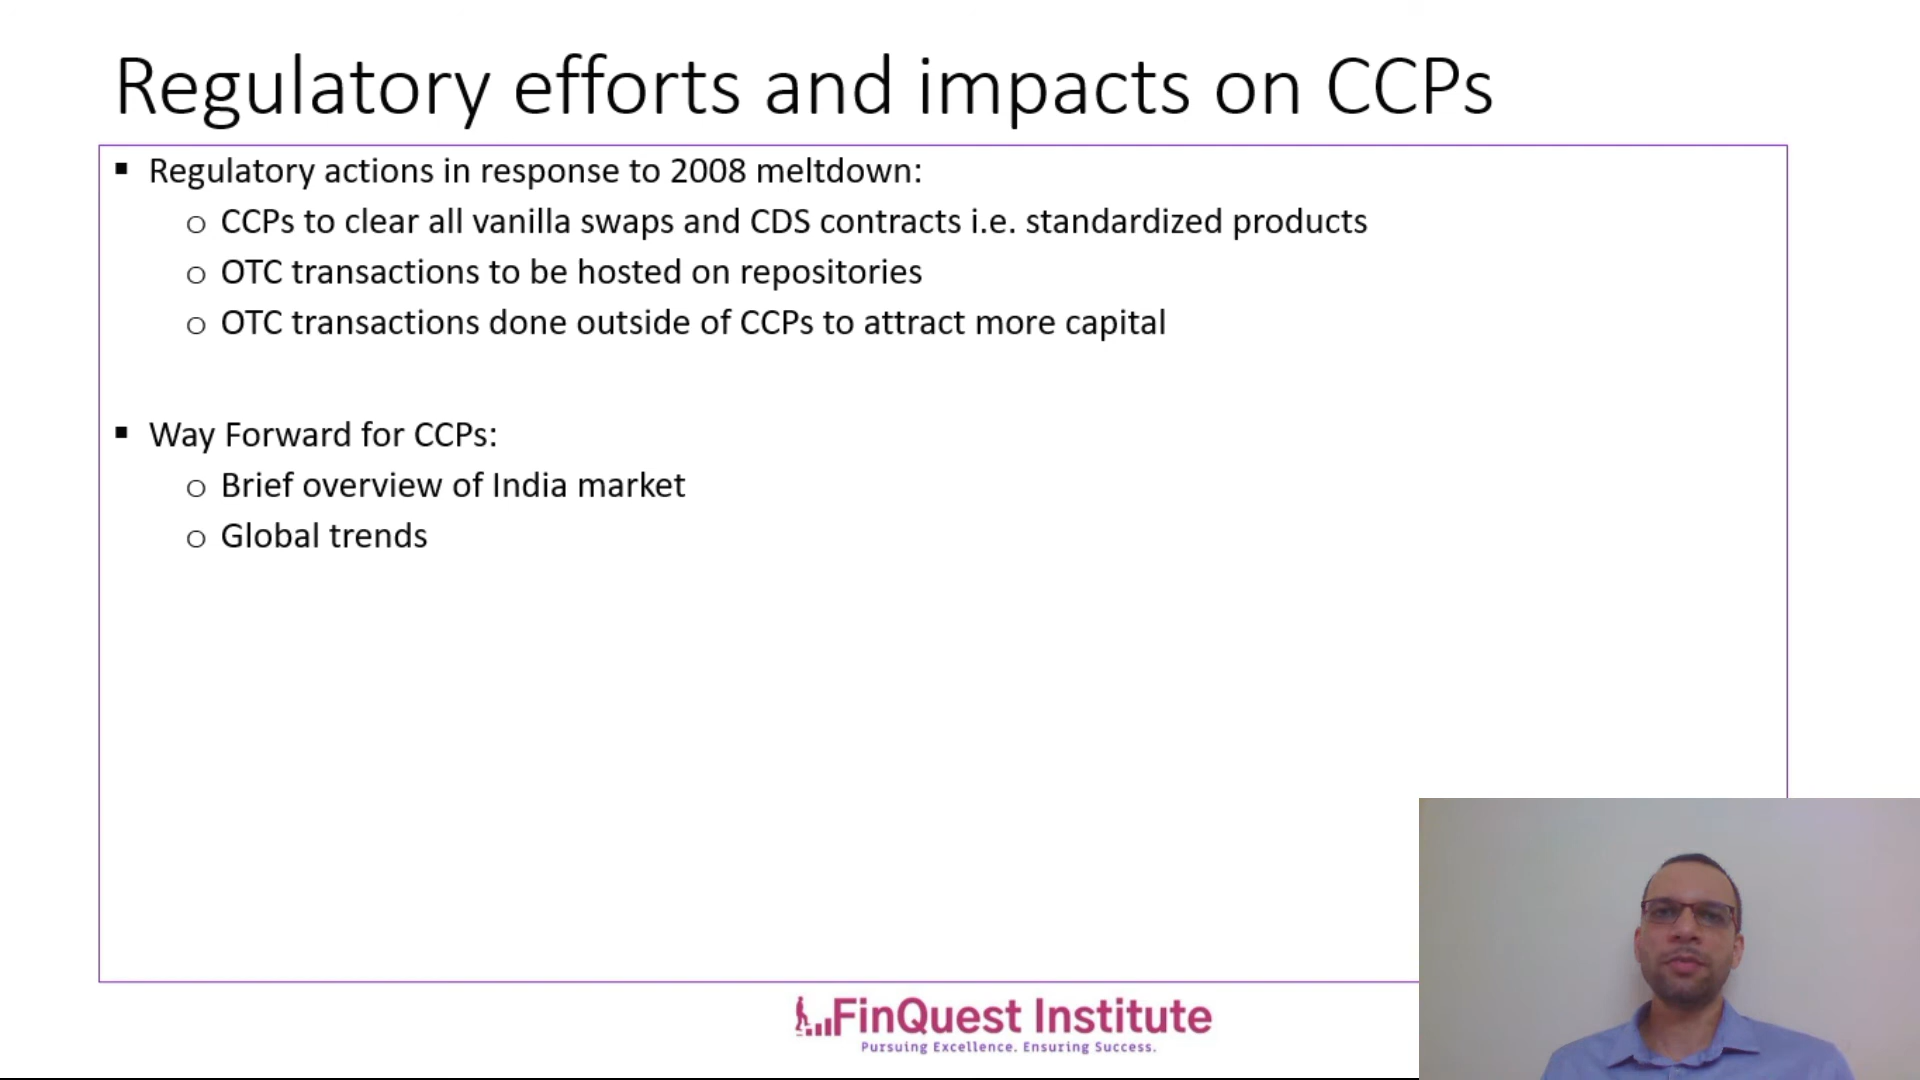 Regulatory efforts and impacts on CCPs
▪ Regulatory actions in response to 2008 meltdown:
o CCPs to clear all vanilla swaps and CDS contracts i.e. standardized products
o OTC transactions to be hosted on repositories
o OTC transactions done outside of CCPs to attract more capital
▪ Way Forward for CCPs:
o Brief overview of India market
o Global trends
FinQuest Institute
Pursuing Excellence. Ensuring Success.